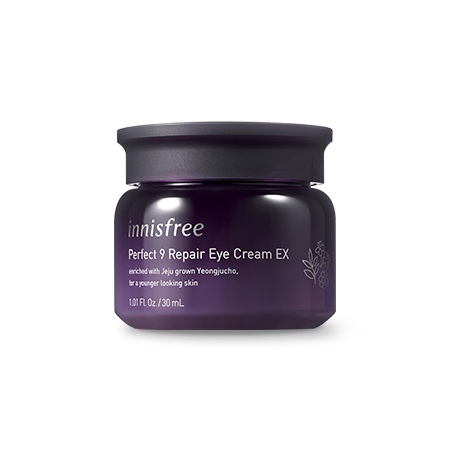 innisfree
Perfect 9 Repair Eye Cream EX
enriched with Jeju grown Yeongjucho,
for a younger looking skin
1.01 Fl. Oz. / 30 mL